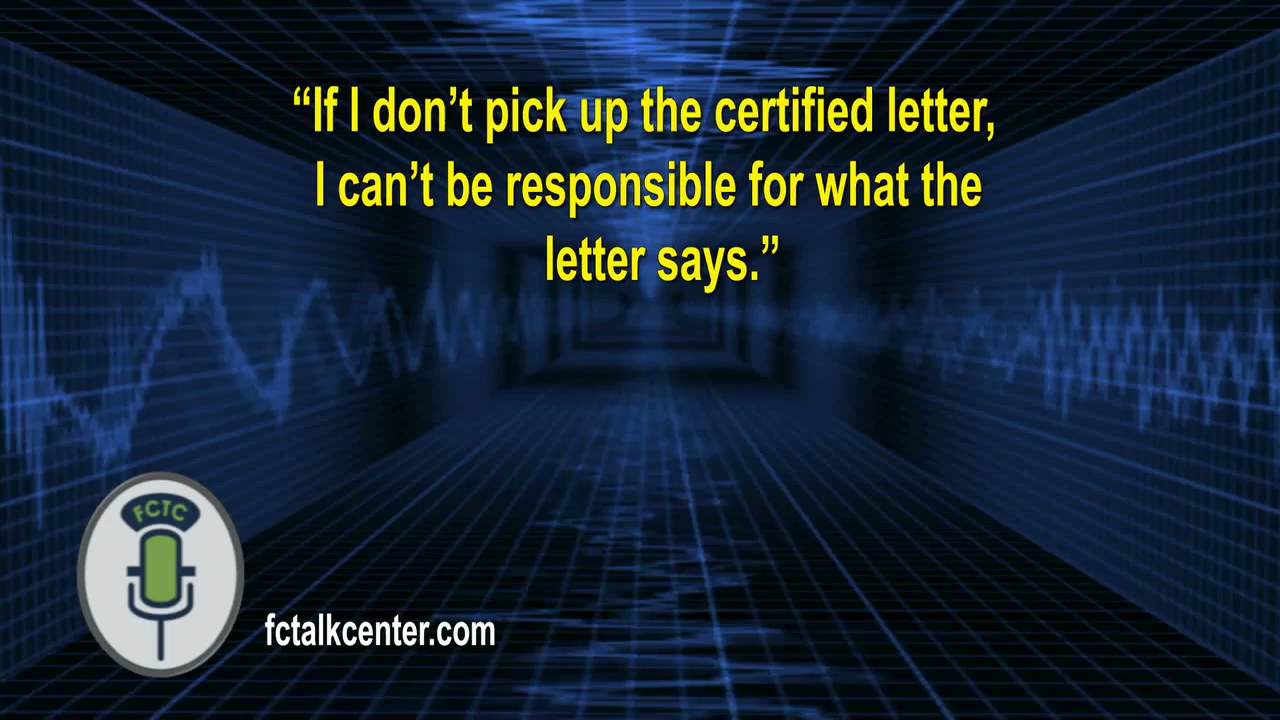 “If I don’t pick up the certified letter,
I can’t be responsible for what the
letter says.”
FCTC
fctalkcenter.com